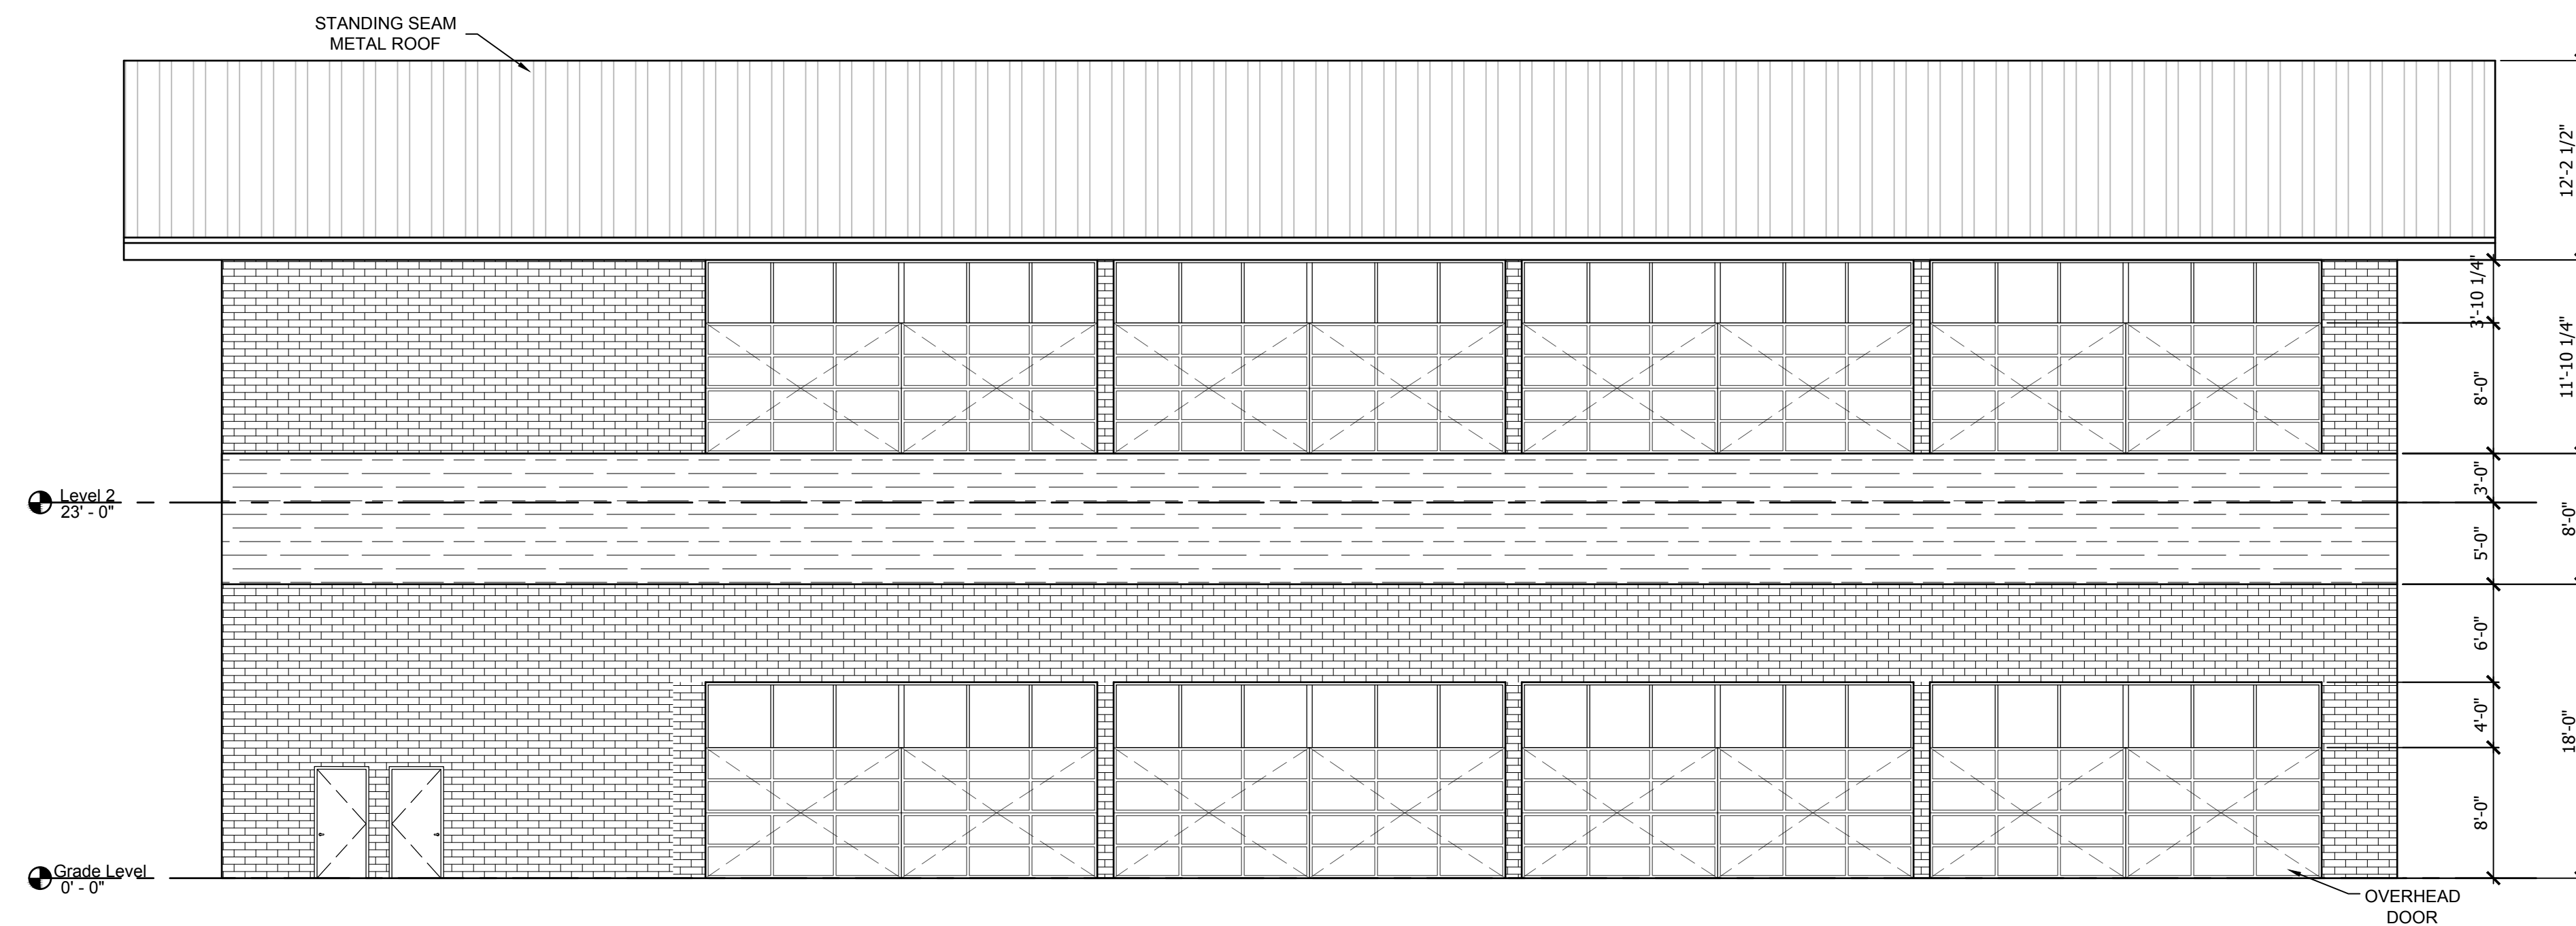 STANDING SEAM
METAL ROOF
12'-2 1/2"
3'-10 1/4"
11'-10 1/4"
8'-0"
3'-0"
Level 2
23' - 0"
8'-0"
5'-0"
6'-0"
4'-0"
18'-0"
8'-0"
Grade Level
0' - 0"
OVERHEAD
DOOR